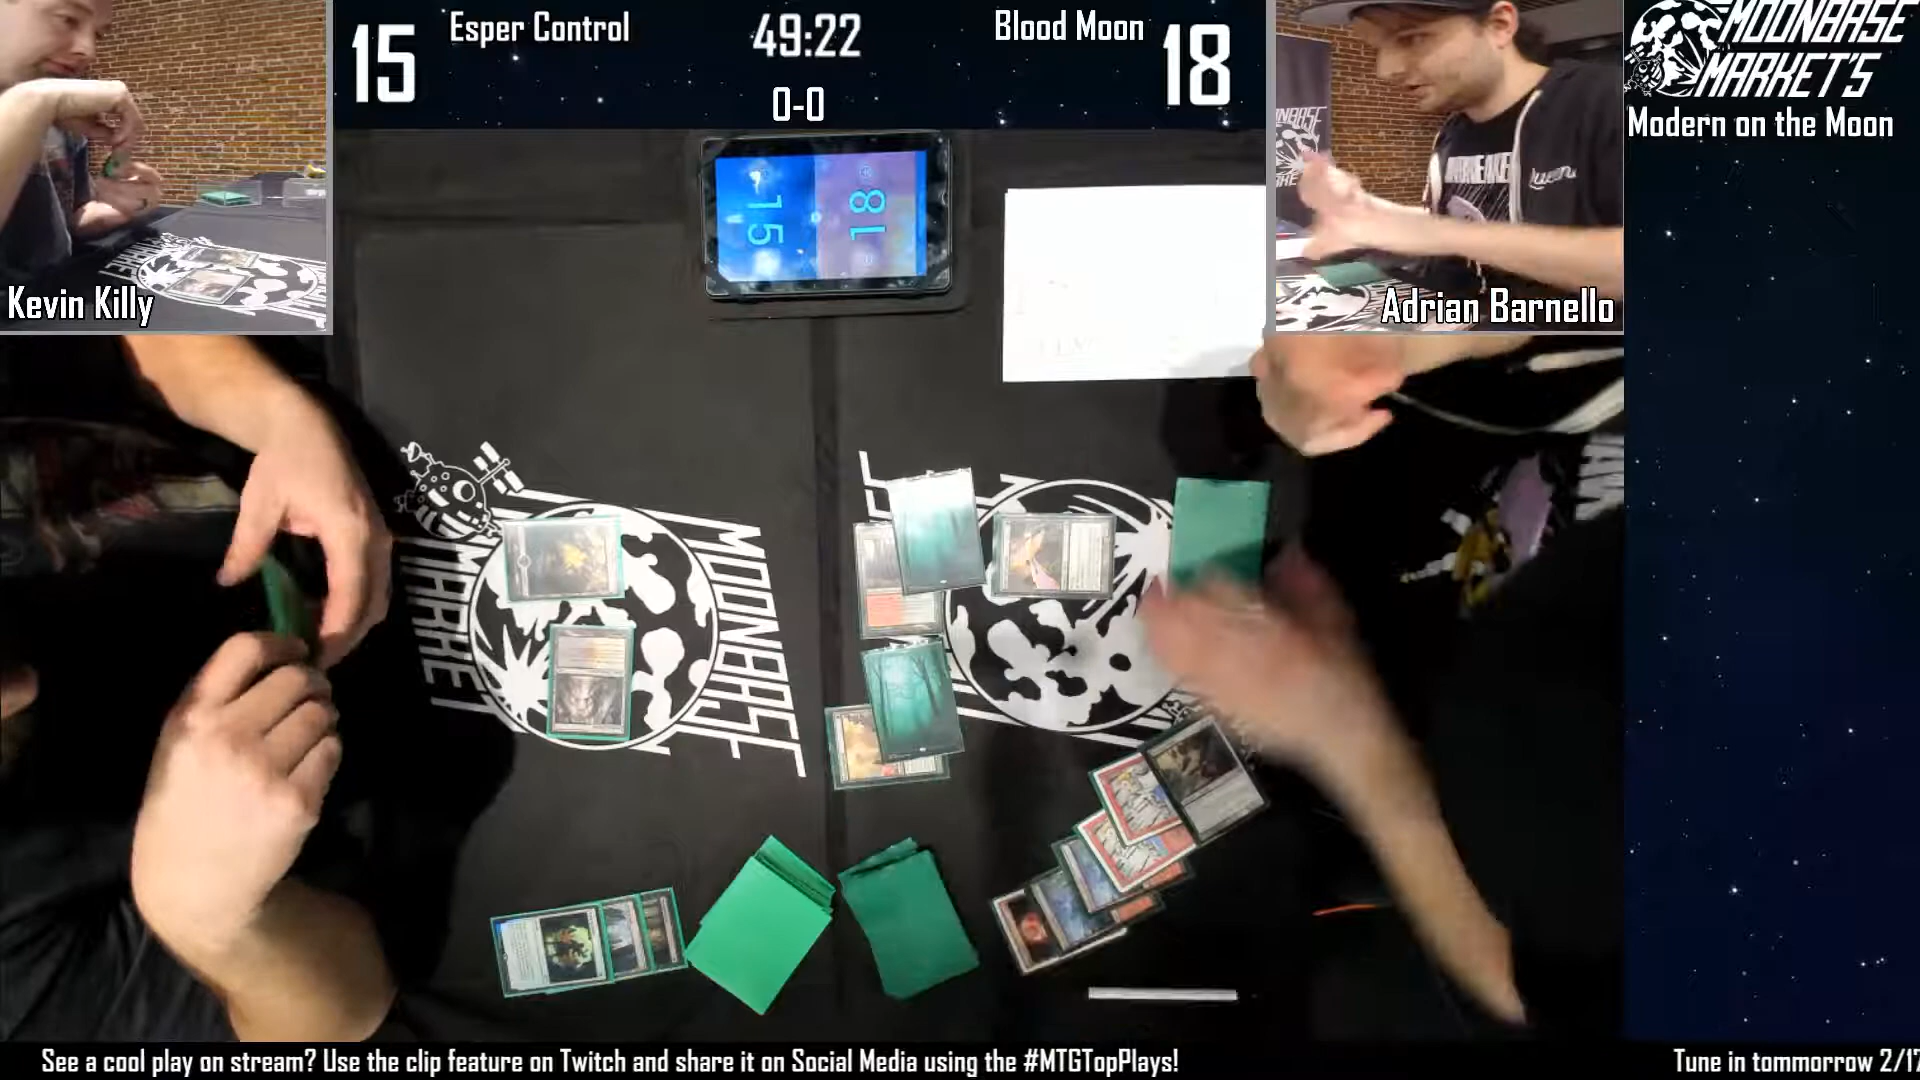 15
Esper Control
49:22
0-0
Blood Moon
18
MOONBASE
MARKET'S
Modern on the Moon
15
18
Kevin Killy
Adrian Barnello
MARKET
MOONBASE
See a cool play on stream? Use the clip feature on Twitch and share it on Social Media using the #MTGTopPlays!
Tune in tommorrow 2/17